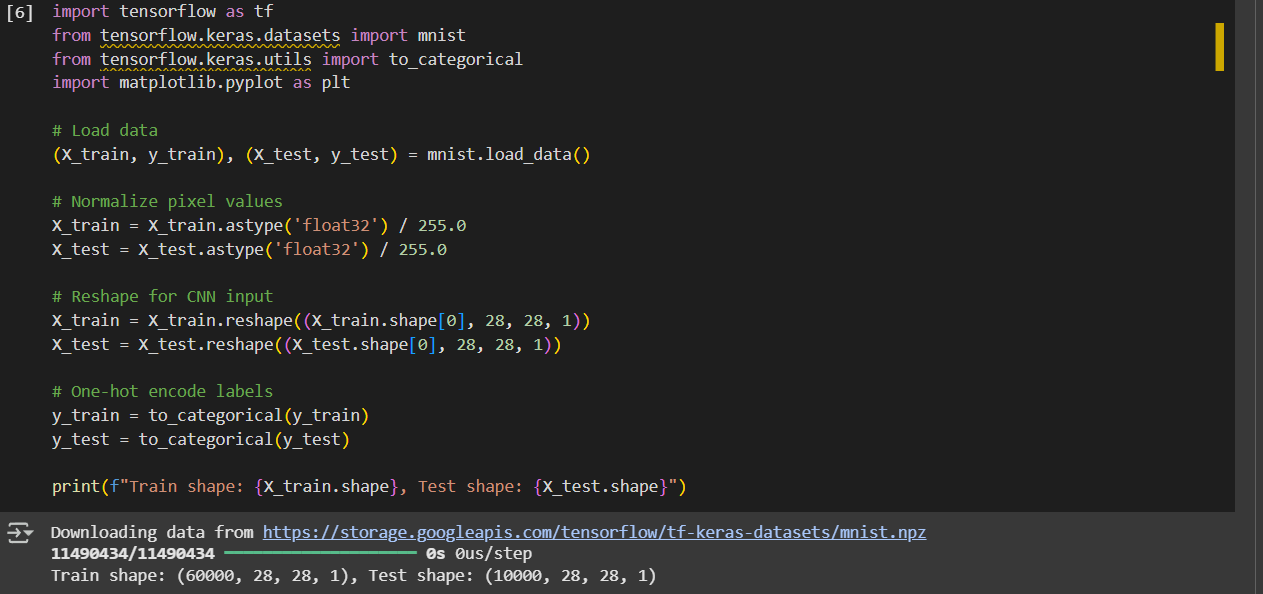 [6] import tensorflow as tf
from tensorflow.keras.datasets import mnist
from tensorflow.keras.utils import to_categorical
import matplotlib.pyplot as plt
# Load data
(X_train, y_train), (X_test, y_test) = mnist.load_data()
# Normalize pixel values
X_train = X_train.astype('float32') / 255.0
X_test = X_test.astype('float32') / 255.0
# Reshape for CNN input
X_train = X_train.reshape((X_train.shape[0], 28, 28, 1))
X_test = X_test.reshape((X_test.shape[0], 28, 28, 1))
# One-hot encode labels
y_train = to_categorical(y_train)
y_test = to_categorical(y_test)
print(f"Train shape: {X_train.shape}, Test shape: {X_test.shape}")
Downloading data from https://storage.googleapis.com/tensorflow/tf-keras-datasets/mnist.npz
11490434/11490434 0s 0us/step
Train shape: (60000, 28, 28, 1), Test shape: (10000, 28, 28, 1)